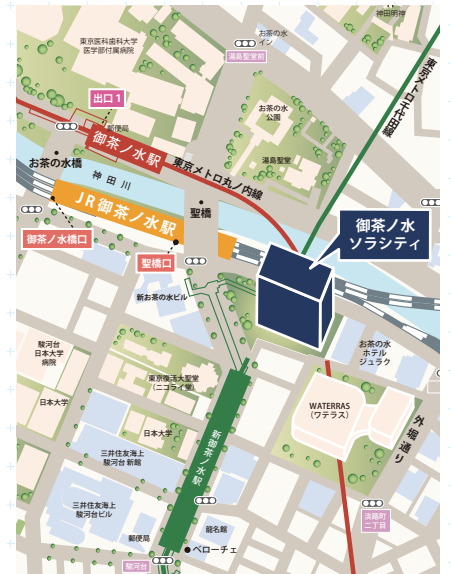 神田明神
東京医科歯科大学
医学部付属病院
お茶の水
イン
湯島聖堂前
東京メトロ千代田線
出口1
郵便局
御茶ノ水駅
お茶の水
公園
湯島聖堂
お茶の水橋
東京メトロ丸ノ内線
神田川
JR御茶ノ水駅
聖橋
御茶ノ水
ソラシティ
御茶ノ水橋口
聖橋口
新お茶の水ビル
駿河台
日本大学
病院
お茶の水
ホテル
ジュラク
東京復活大聖堂
(ニコライ堂)
日本大学
WATERRAS
(ワテラス)
外堀通り
日本大学
新御茶ノ水駅
三井住友海上
駿河台 新館
三井住友海上
駿河台ビル
淡路町
二丁目
郵便局
龍名館
ベローチェ
駿河台